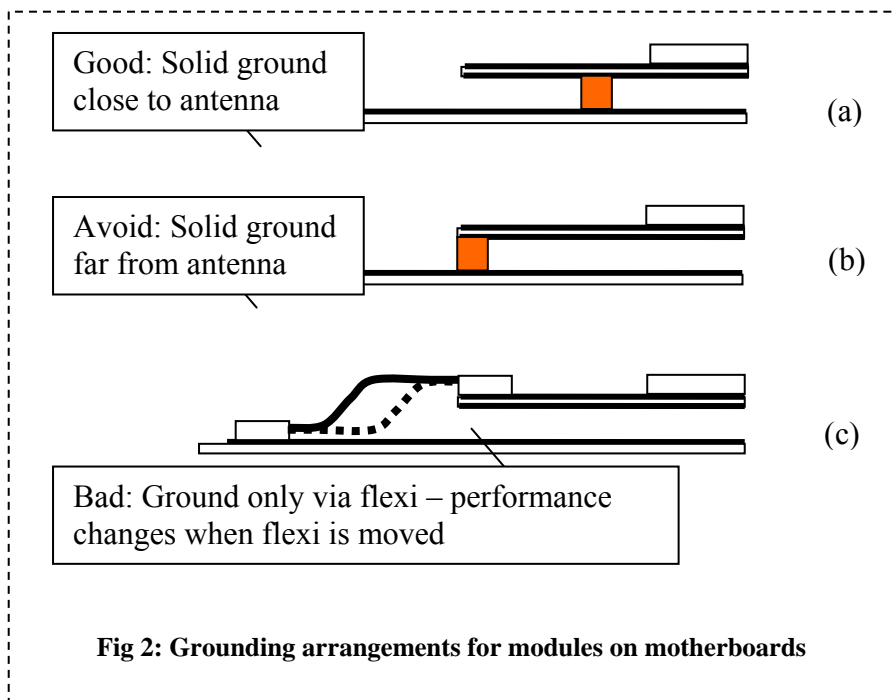 Good: Solid ground
close to antenna
(a)
Avoid: Solid ground
far from antenna
(b)
(c)
Bad: Ground only via flexi – performance
changes when flexi is moved
Fig 2: Grounding arrangements for modules on motherboards